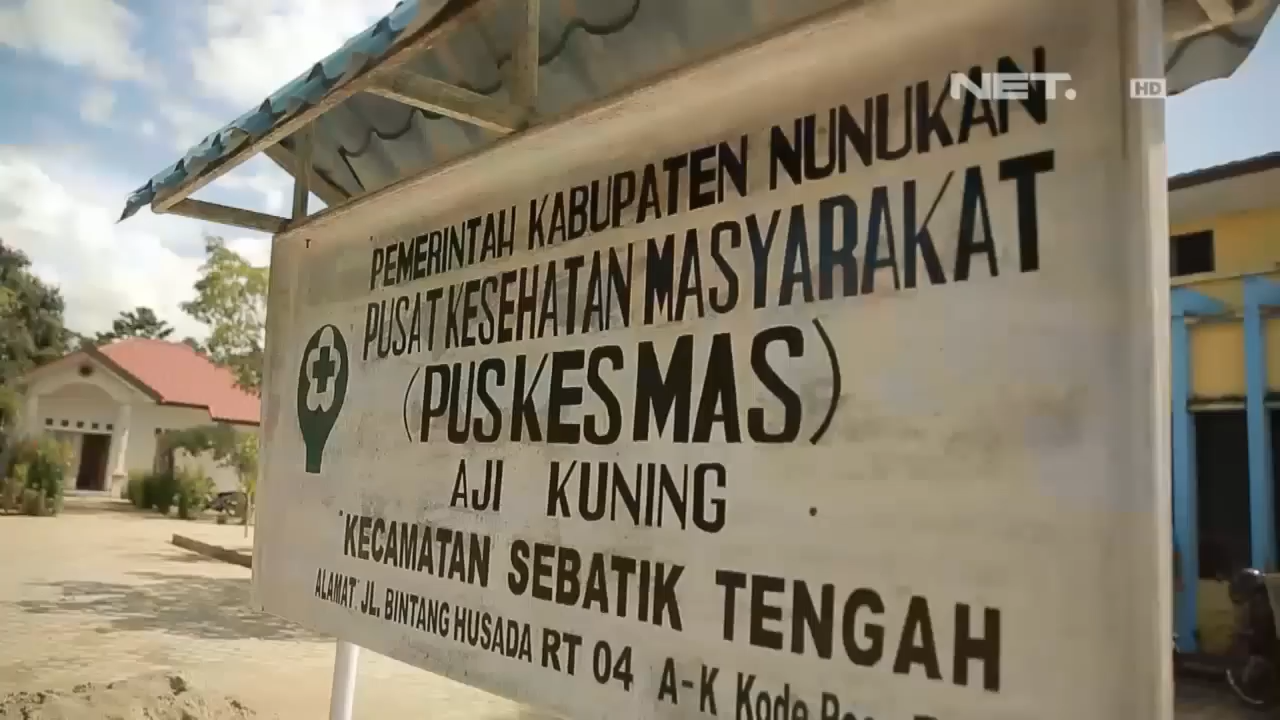 NET. HD
PEMERINTAH KABUPATEN NUNUKAN
PUSAT KESEHATAN MASYARAKAT
(PUSKESMAS)
AJI KUNING
KECAMATAN SEBATIK TENGAH
ALAMAT: JL. BINTANG HUSADA RT 04 A-K Kode